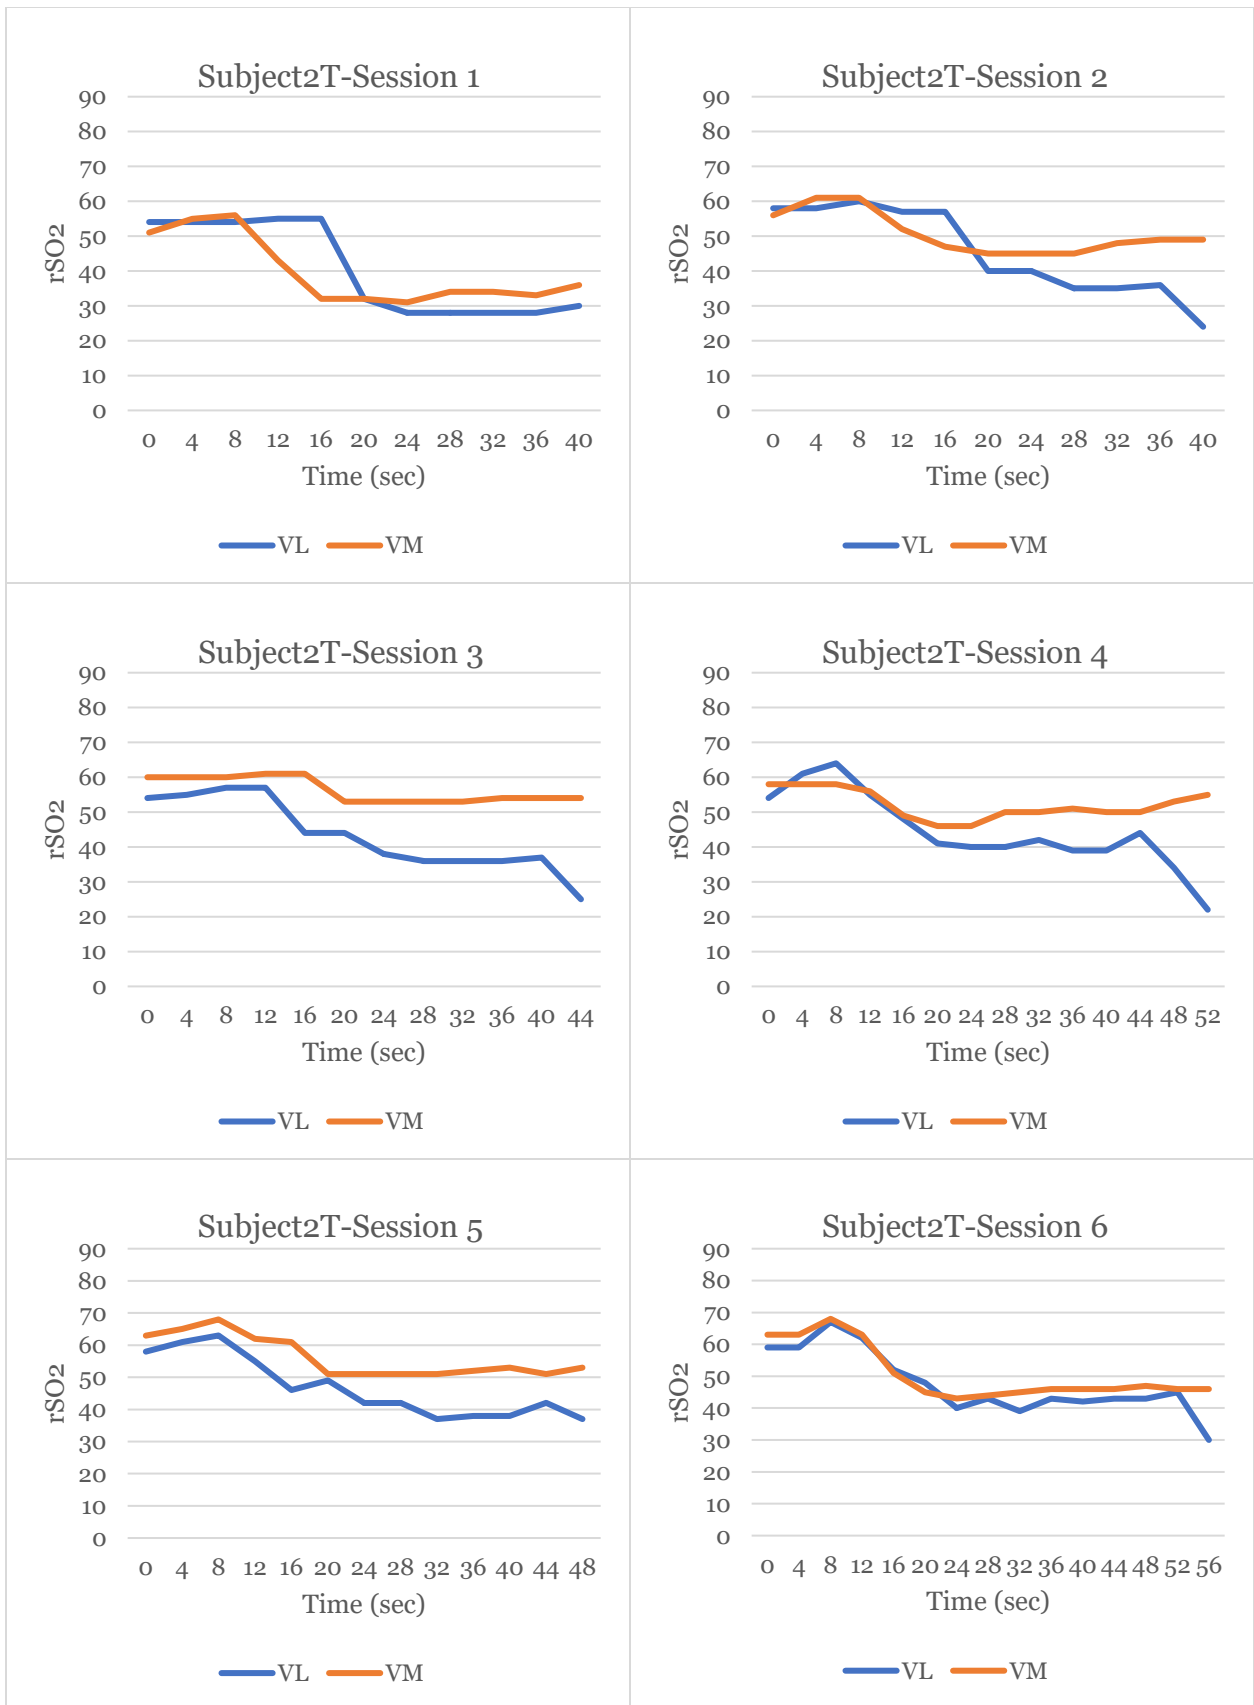 Subject2T-Session 1
90
80
70
60
50
40
30
20
10
0
rSO2
0 4 8 12 16 20 24 28 32 36 40
Time (sec)
VL VM
Subject2T-Session 2
90
80
70
60
50
40
30
20
10
0
rSO2
0 4 8 12 16 20 24 28 32 36 40
Time (sec)
VL VM
Subject2T-Session 3
90
80
70
60
50
40
30
20
10
0
rSO2
0 4 8 12 16 20 24 28 32 36 40 44
Time (sec)
VL VM
Subject2T-Session 4
90
80
70
60
50
40
30
20
10
0
rSO2
0 4 8 12 16 20 24 28 32 36 40 44 48 52
Time (sec)
VL VM
Subject2T-Session 5
90
80
70
60
50
40
30
20
10
0
rSO2
0 4 8 12 16 20 24 28 32 36 40 44 48
Time (sec)
VL VM
Subject2T-Session 6
90
80
70
60
50
40
30
20
10
0
rSO2
0 4 8 12 16 20 24 28 32 36 40 44 48 52 56
Time (sec)
VL VM